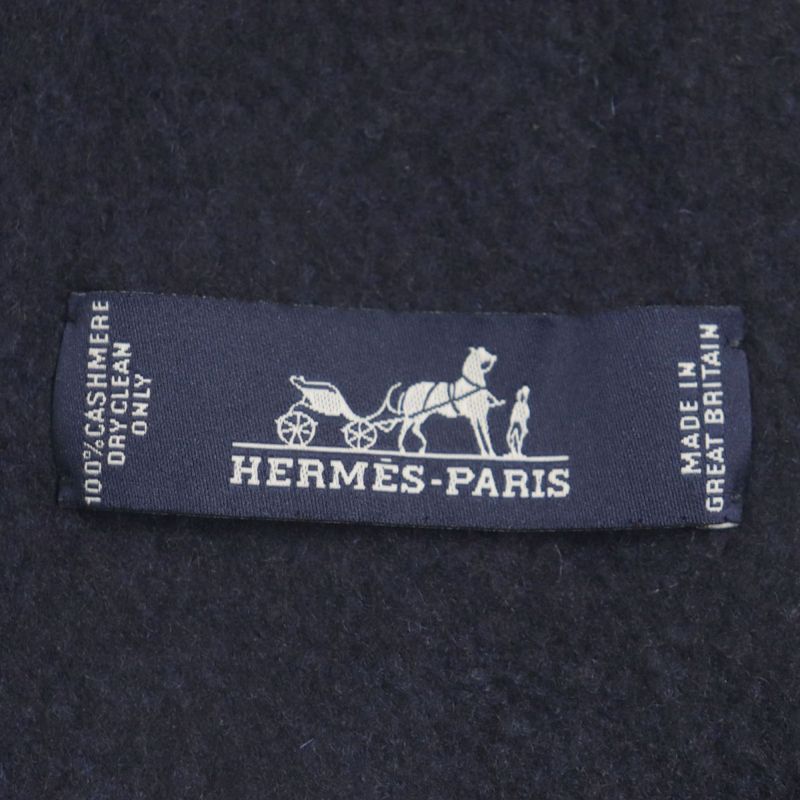 100% CASHMERE
DRY CLEAN
ONLY
HERMÈS-PARIS
MADE IN
GREAT BRITAIN